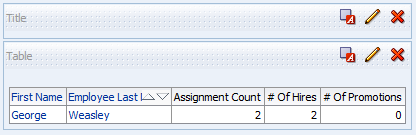 Title
Table
First Name Employee Last Assignment Count # Of Hires # Of Promotions
George Weasley 2 2 0